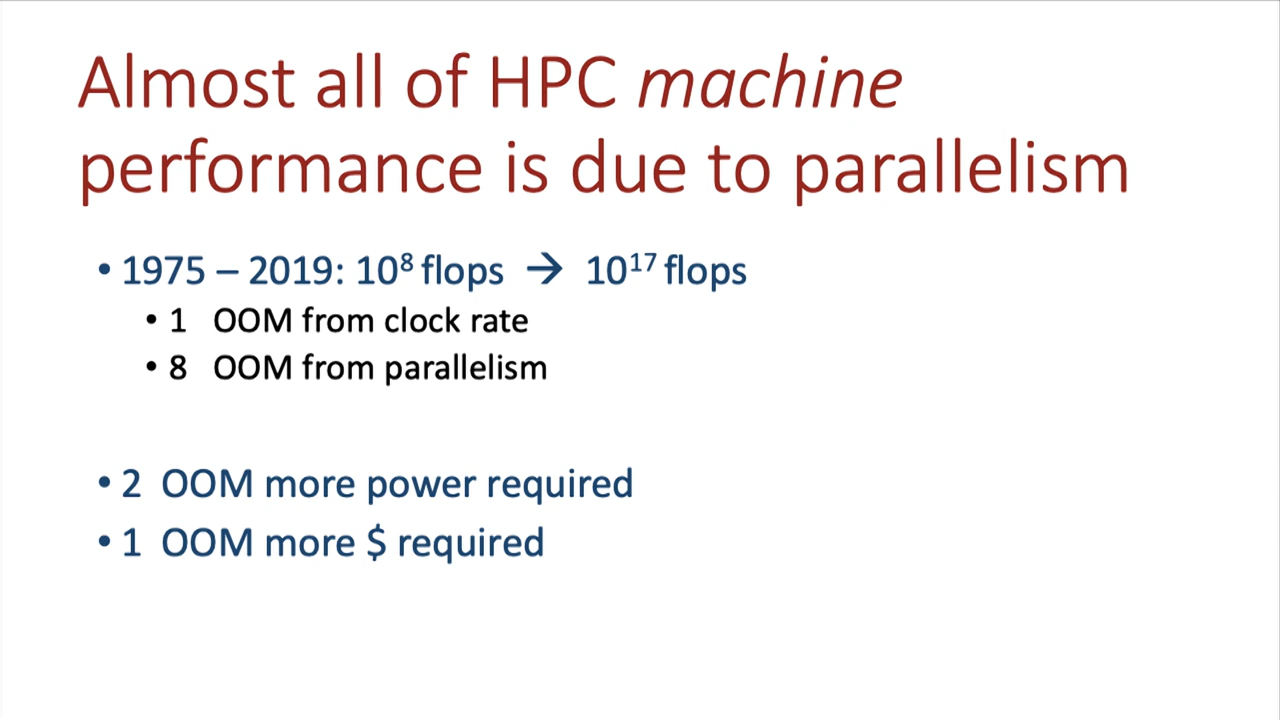 Almost all of HPC machine
performance is due to parallelism
• 1975 – 2019: 10⁸ flops → 10¹⁷ flops
• 1 OOM from clock rate
• 8 OOM from parallelism
• 2 OOM more power required
• 1 OOM more $ required